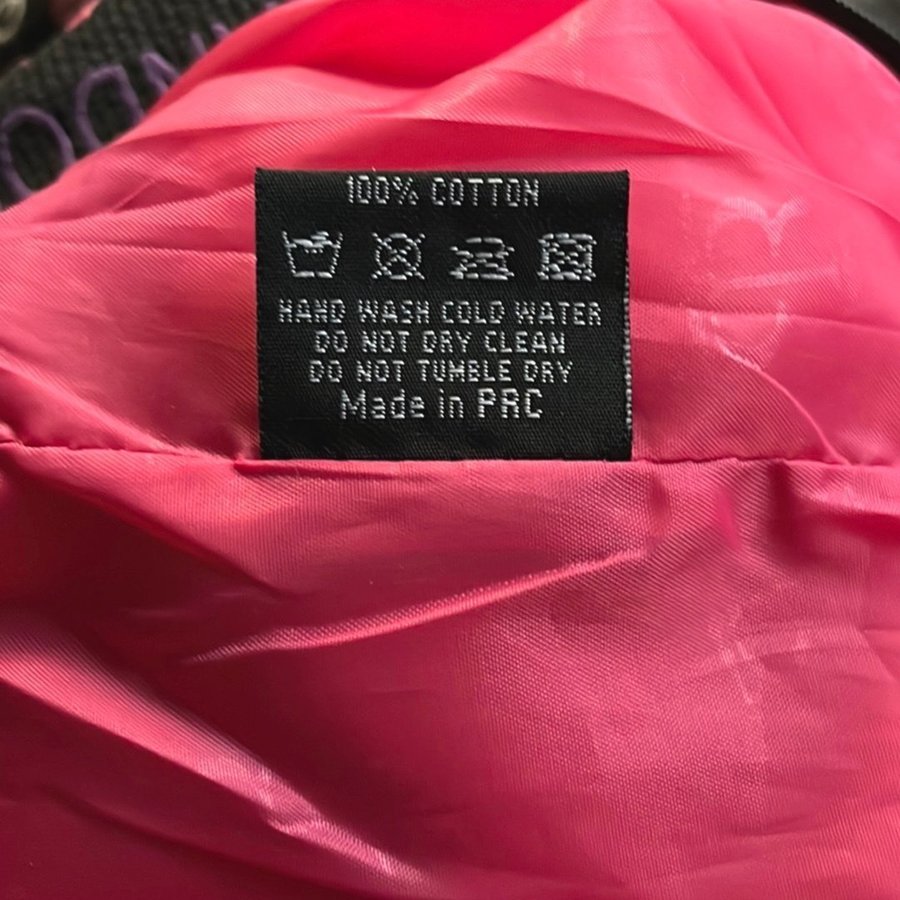 100% COTTON
HAND WASH COLD WATER
DO NOT DRY CLEAN
DO NOT TUMBLE DRY
Made in PRC